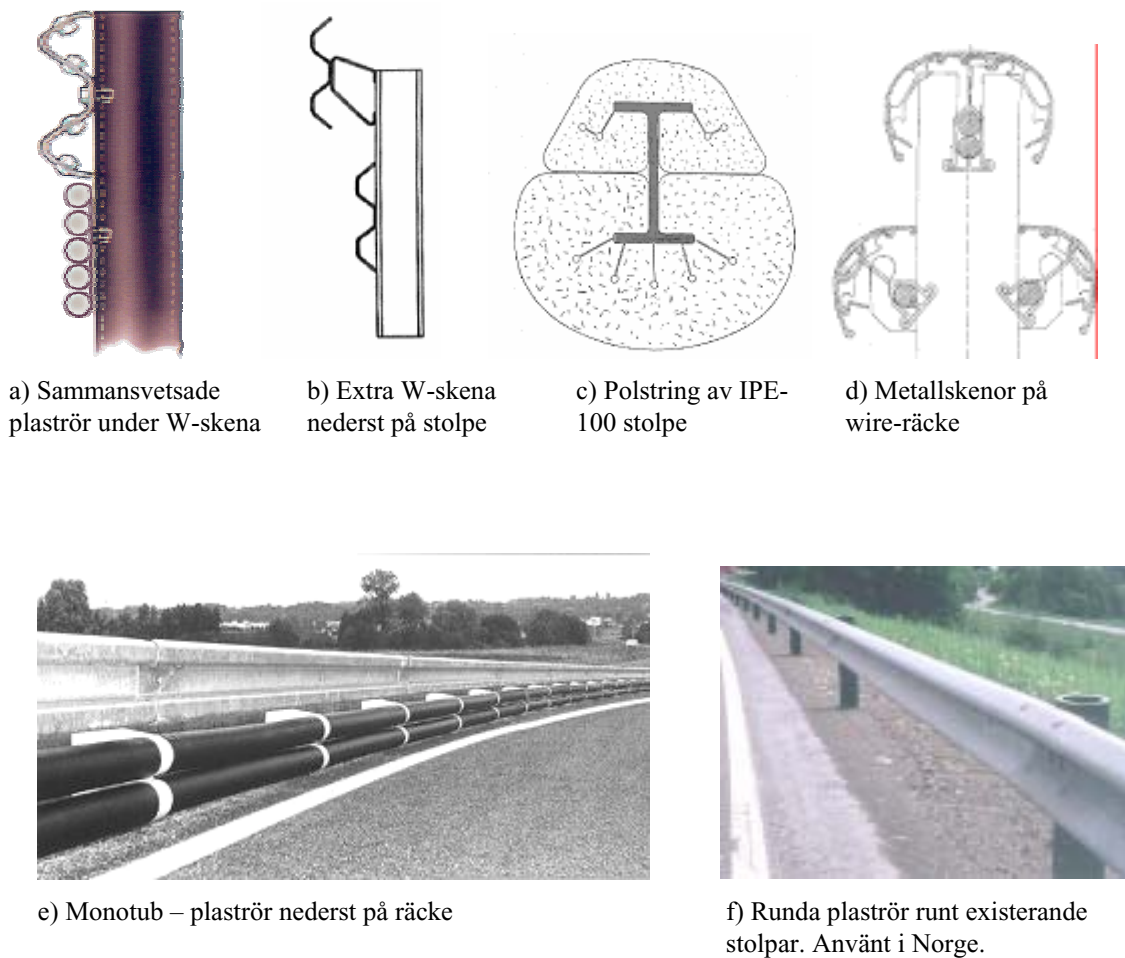 a) Sammansvetsade
plaströr under W-skena
b) Extra W-skena
nederst på stolpe
c) Polstring av IPE-
100 stolpe
d) Metallskenor på
wire-räcke
e) Monotub – plaströr nederst på räcke
f) Runda plaströr runt existerande
stolpar. Använt i Norge.